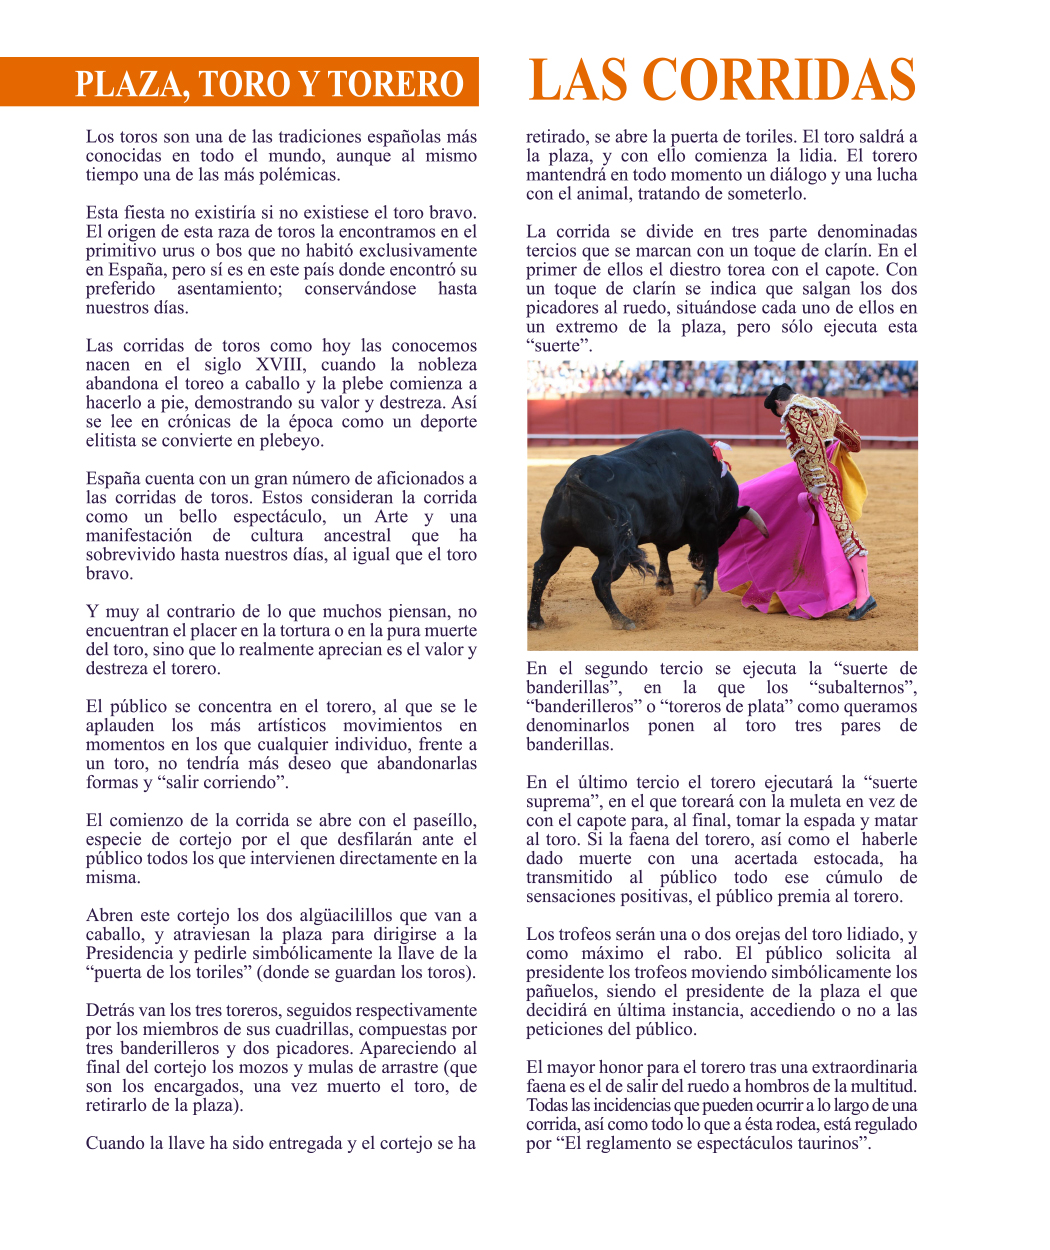 PLAZA, TORO Y TORERO
LAS CORRIDAS
Los toros son una de las tradiciones españolas más
conocidas en todo el mundo, aunque al mismo
tiempo una de las más polémicas.
Esta fiesta no existiría si no existiese el toro bravo.
El origen de esta raza de toros la encontramos en el
primitivo urus o bos que no habitó exclusivamente
en España, pero sí es en este país donde encontró su
preferido asentamiento; conservándose hasta
nuestros días.
Las corridas de toros como hoy las conocemos
nacen en el siglo XVIII, cuando la nobleza
abandona el toreo a caballo y la plebe comienza a
hacerlo a pie, demostrando su valor y destreza. Así
se lee en crónicas de la época como un deporte
elitista se convierte en plebeyo.
España cuenta con un gran número de aficionados a
las corridas de toros. Estos consideran la corrida
como un bello espectáculo, un Arte y una
manifestación de cultura ancestral que ha
sobrevivido hasta nuestros días, al igual que el toro
bravo.
Y muy al contrario de lo que muchos piensan, no
encuentran el placer en la tortura o en la pura muerte
del toro, sino que lo realmente aprecian es el valor y
destreza el torero.
El público se concentra en el torero, al que se le
aplauden los más artísticos movimientos en
momentos en los que cualquier individuo, frente a
un toro, no tendría más deseo que abandonarlas
formas y “salir corriendo”.
El comienzo de la corrida se abre con el paseíllo,
especie de cortejo por el que desfilarán ante el
público todos los que intervienen directamente en la
misma.
Abren este cortejo los dos algüacilillos que van a
caballo, y atraviesan la plaza para dirigirse a la
Presidencia y pedirle simbólicamente la llave de la
“puerta de los toriles” (donde se guardan los toros).
Detrás van los tres toreros, seguidos respectivamente
por los miembros de sus cuadrillas, compuestas por
tres banderilleros y dos picadores. Apareciendo al
final del cortejo los mozos y mulas de arrastre (que
son los encargados, una vez muerto el toro, de
retirarlo de la plaza).
Cuando la llave ha sido entregada y el cortejo se ha
retirado, se abre la puerta de toriles. El toro saldrá a
la plaza, y con ello comienza la lidia. El torero
mantendrá en todo momento un diálogo y una lucha
con el animal, tratando de someterlo.
La corrida se divide en tres parte denominadas
tercios que se marcan con un toque de clarín. En el
primer de ellos el diestro torea con el capote. Con
un toque de clarín se indica que salgan los dos
picadores al ruedo, situándose cada uno de ellos en
un extremo de la plaza, pero sólo ejecuta esta
“suerte”.
En el segundo tercio se ejecuta la “suerte de
banderillas”, en la que los “subalternos”,
“banderilleros” o “toreros de plata” como queramos
denominarlos ponen al toro tres pares de
banderillas.
En el último tercio el torero ejecutará la “suerte
suprema”, en el que toreará con la muleta en vez de
con el capote para, al final, tomar la espada y matar
al toro. Si la faena del torero, así como el haberle
dado muerte con una acertada estocada, ha
transmitido al público todo ese cúmulo de
sensaciones positivas, el público premia al torero.
Los trofeos serán una o dos orejas del toro lidiado, y
como máximo el rabo. El público solicita al
presidente los trofeos moviendo simbólicamente los
pañuelos, siendo el presidente de la plaza el que
decidirá en última instancia, accediendo o no a las
peticiones del público.
El mayor honor para el torero tras una extraordinaria
faena es el de salir del ruedo a hombros de la multitud.
Todas las incidencias que pueden ocurrir a lo largo de una
corrida, así como todo lo que a ésta rodea, está regulado
por “El reglamento se espectáculos taurinos”.